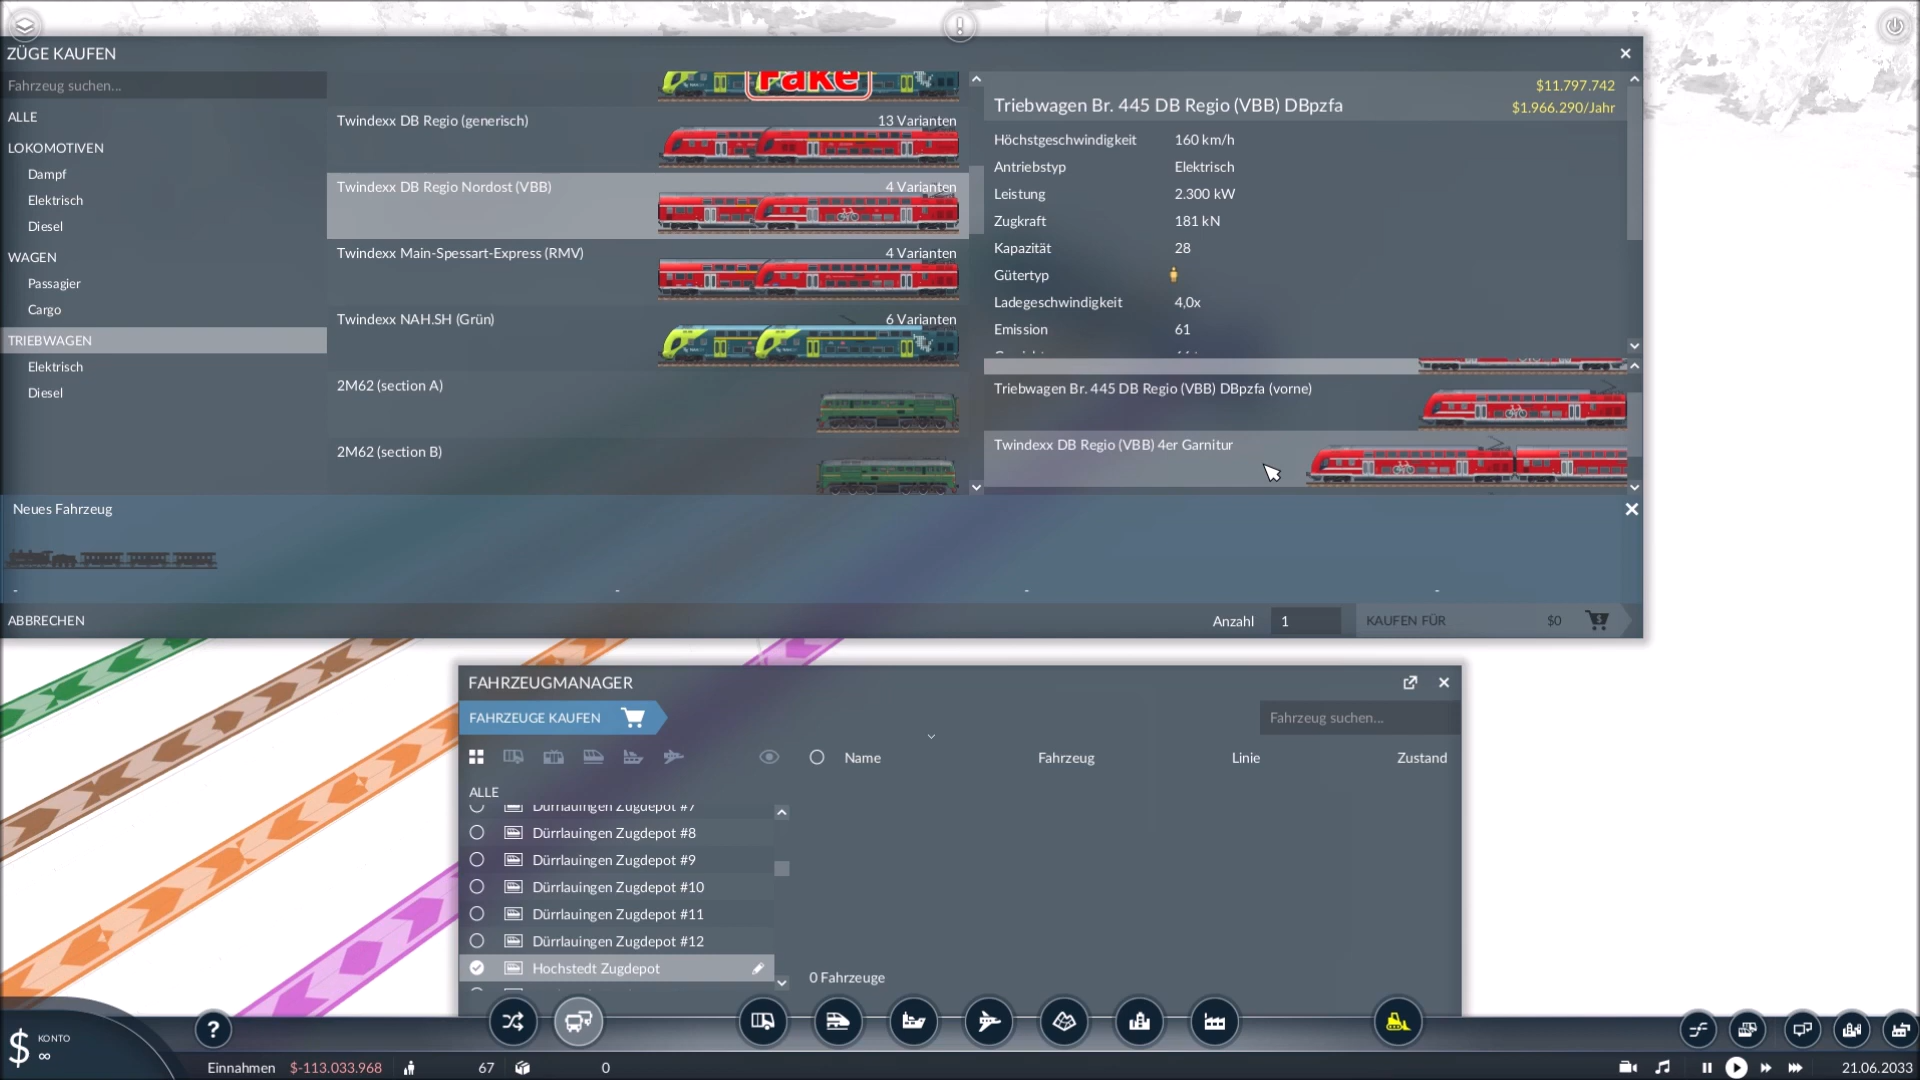 ZÜGE KAUFEN
Fahrzeug suchen...
ALLE
LOKOMOTIVEN
Dampf
Elektrisch
Diesel
WAGEN
Passagier
Cargo
TRIEBWAGEN
Elektrisch
Diesel
Fake
Twindexx DB Regio (generisch) 13 Varianten
Twindexx DB Regio Nordost (VBB) 4 Varianten
Twindexx Main-Spessart-Express (RMV) 4 Varianten
Twindexx NAH.SH (Grün) 6 Varianten
2M62 (section A)
2M62 (section B)
$11.797.742
Triebwagen Br. 445 DB Regio (VBB) DBpzfa $1.966.290/Jahr
Höchstgeschwindigkeit 160 km/h
Antriebstyp Elektrisch
Leistung 2.300 kW
Zugkraft 181 kN
Kapazität 28
Gütertyp
Ladegeschwindigkeit 4,0x
Emission 61
Triebwagen Br. 445 DB Regio (VBB) DBpzfa (vorne)
Twindexx DB Regio (VBB) 4er Garnitur
Neues Fahrzeug
- - - -
ABBRECHEN Anzahl 1 KAUFEN FÜR $0
FAHRZEUGMANAGER
FAHRZEUGE KAUFEN Fahrzeug suchen...
Name Fahrzeug Linie Zustand
ALLE
Dürrlauingen Zugdepot #7
Dürrlauingen Zugdepot #8
Dürrlauingen Zugdepot #9
Dürrlauingen Zugdepot #10
Dürrlauingen Zugdepot #11
Dürrlauingen Zugdepot #12
Hochstedt Zugdepot
0 Fahrzeuge
$ KONTO
∞
?
Einnahmen $-113.033.968 67 0 21.06.2033